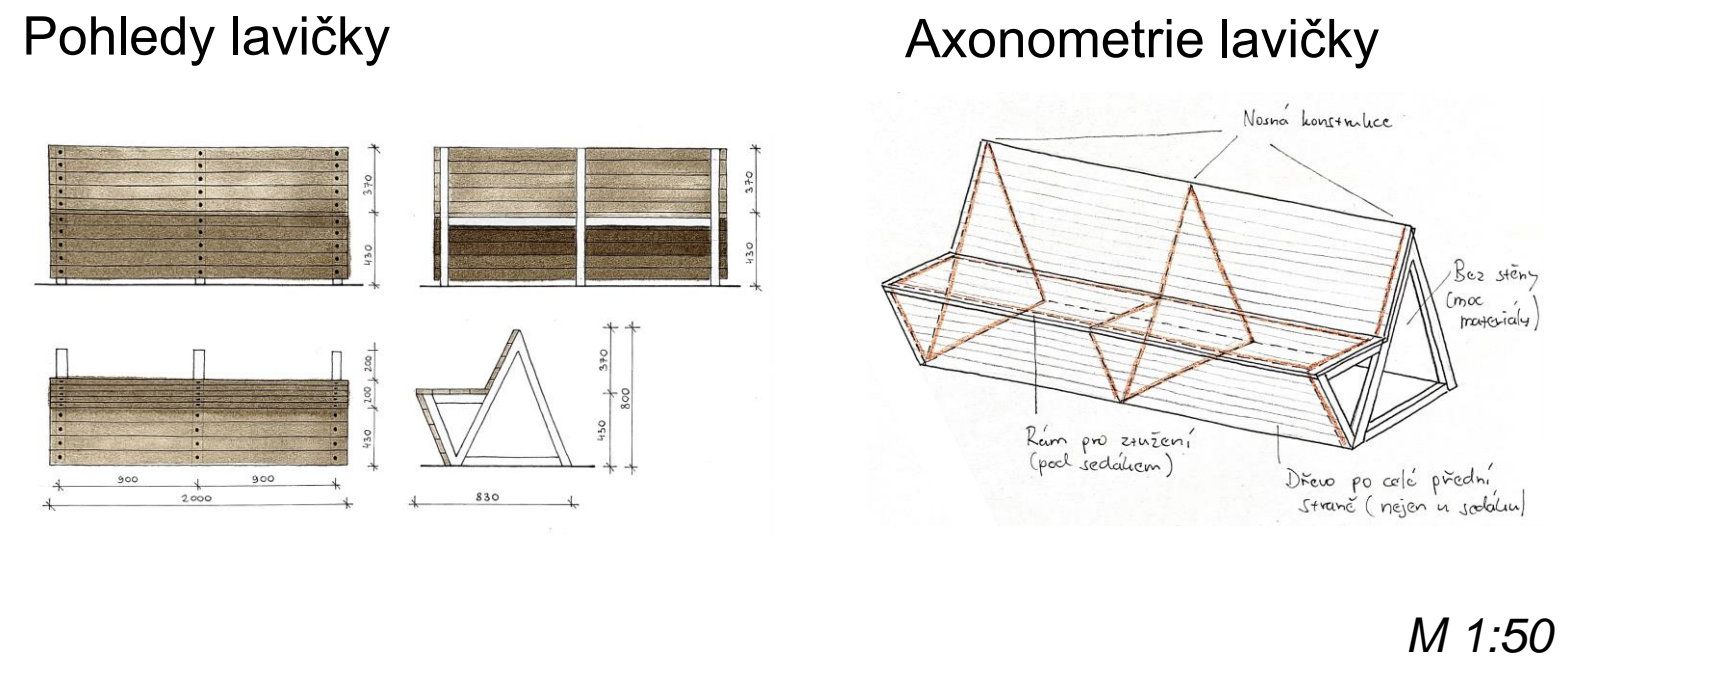 Pohledy lavičky
Axonometrie lavičky
370
430
370
430
200
200
430
900 900
2000
370
430
800
830
Nosná konstrukce
Bez stěny
(moc
materiálu)
Rám pro ztužení
(pod sedákem)
Dřevo po celé přední
straně (nejen u sedáku)
M 1:50